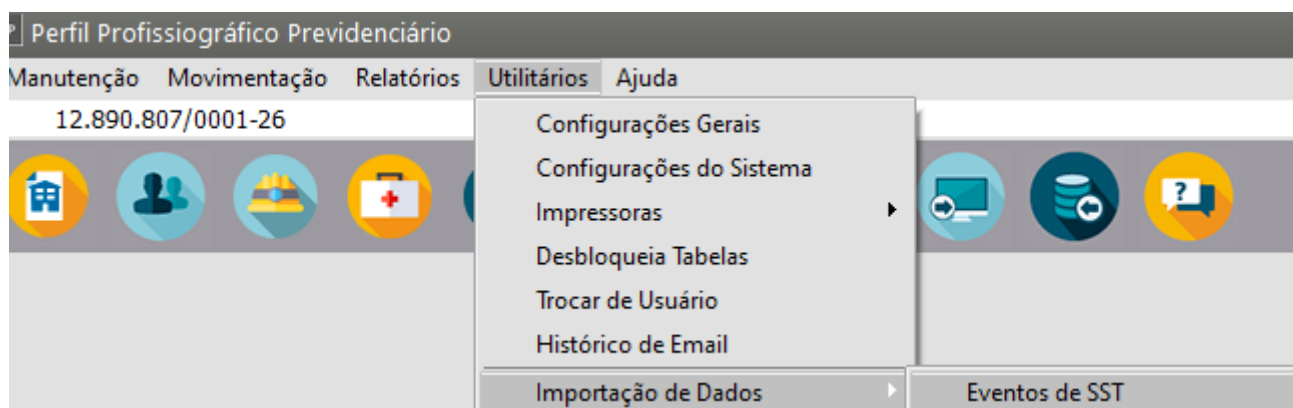 Perfil Profissiográfico Previdenciário
Manutenção Movimentação Relatórios Utilitários Ajuda
12.890.807/0001-26
Configurações Gerais
Configurações do Sistema
Impressoras
Desbloqueia Tabelas
Trocar de Usuário
Histórico de Email
Importação de Dados Eventos de SST
?